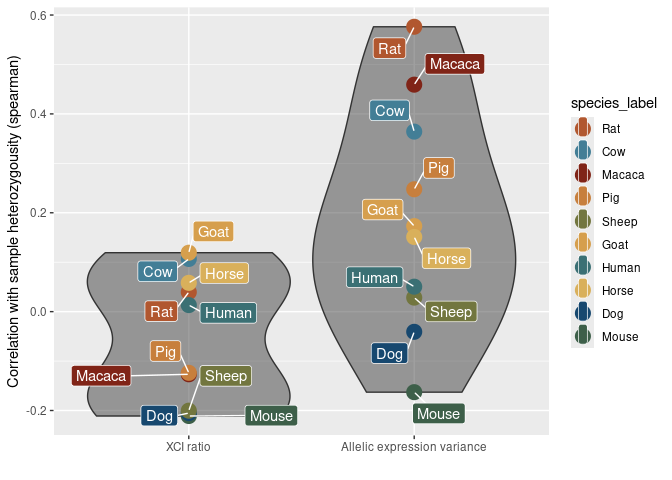 Correlation with sample heterozygousity (spearman)
0.6
0.4
0.2
0.0
-0.2
Rat
Macaca
Cow
Pig
Goat
Horse
Human
Sheep
Dog
Mouse
Goat
Cow
Horse
Rat
Human
Pig
Macaca
Sheep
Dog
Mouse
XCI ratio
Allelic expression variance
species_label
Rat
Cow
Macaca
Pig
Sheep
Goat
Human
Horse
Dog
Mouse